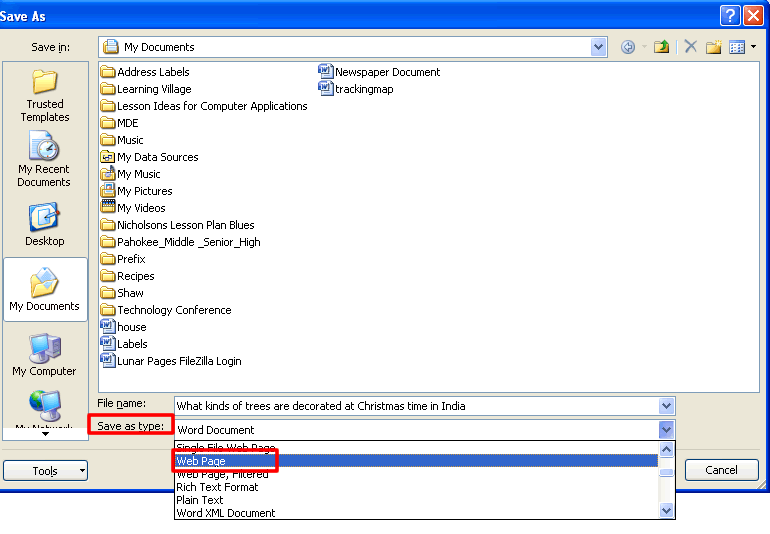 Save As
Save in:
My Documents
Trusted
Templates
My Recent
Documents
Desktop
My Documents
My Computer
My Network
Address Labels
Learning Village
Lesson Ideas for Computer Applications
MDE
Music
My Data Sources
My Music
My Pictures
My Videos
Nicholsons Lesson Plan Blues
Pahokee_Middle _Senior_High
Prefix
Recipes
Shaw
Technology Conference
house
Labels
Lunar Pages FileZilla Login
Newspaper Document
trackingmap
File name:
What kinds of trees are decorated at Christmas time in India
Save as type:
Word Document
Single File Web Page
Web Page
Web Page, Filtered
Rich Text Format
Plain Text
Word XML Document
Tools
Cancel